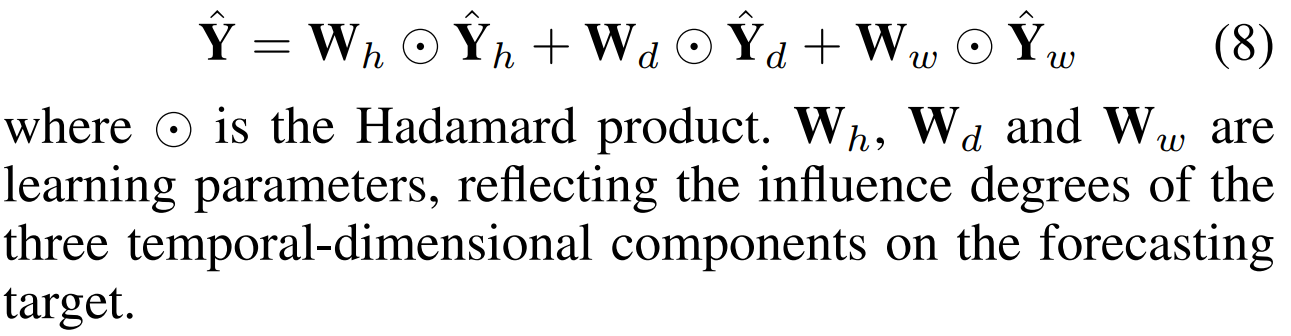 Ŷ = W_h ⊙ Ŷ_h + W_d ⊙ Ŷ_d + W_w ⊙ Ŷ_w (8)
where ⊙ is the Hadamard product. W_h, W_d and W_w are
learning parameters, reflecting the influence degrees of the
three temporal-dimensional components on the forecasting
target.